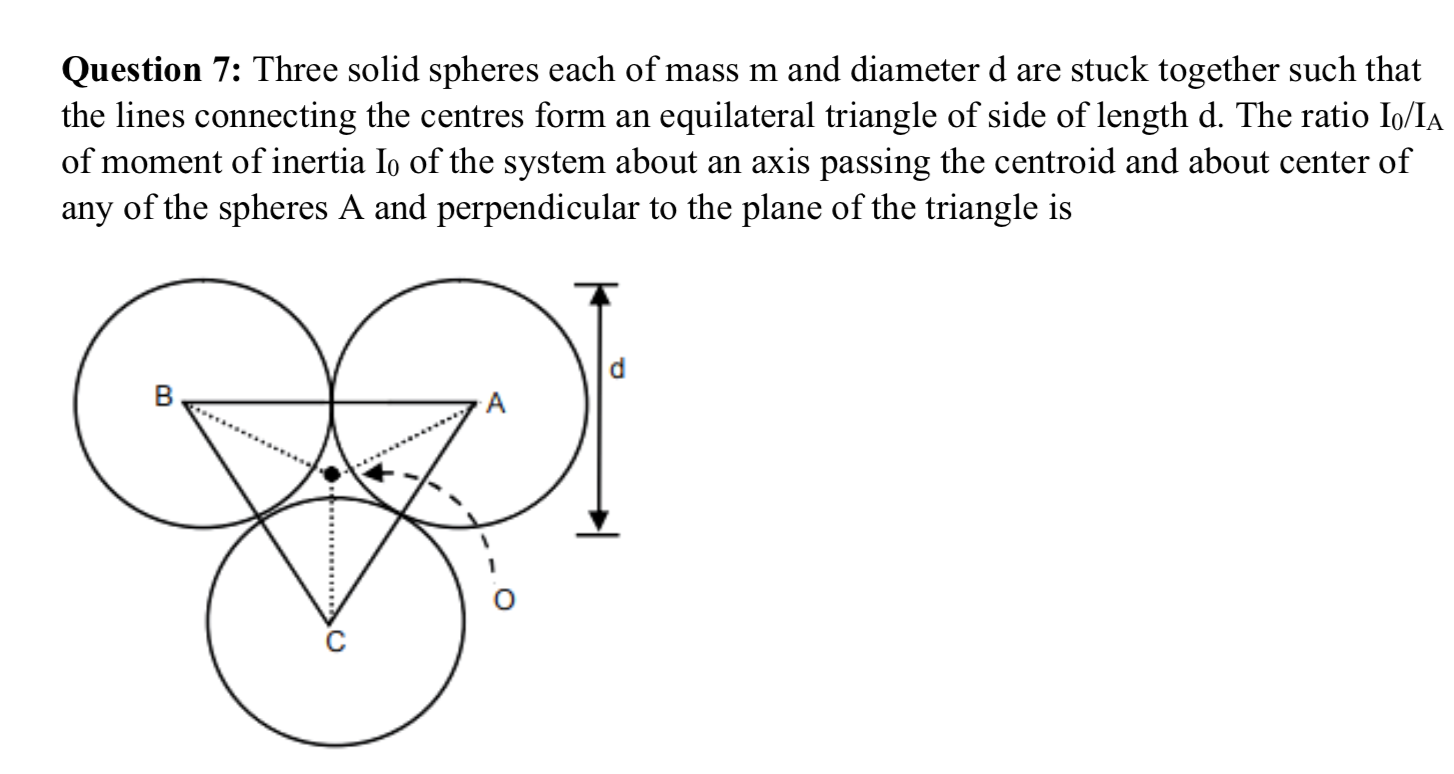 Question 7: Three solid spheres each of mass m and diameter d are stuck together such that
the lines connecting the centres form an equilateral triangle of side of length d. The ratio I₀/I_A
of moment of inertia I₀ of the system about an axis passing the centroid and about center of
any of the spheres A and perpendicular to the plane of the triangle is
d
B
A
O
C